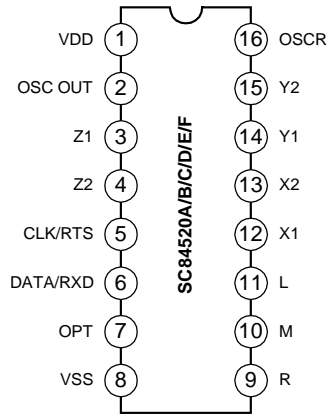 VDD 1
OSC OUT 2
Z1 3
Z2 4
CLK/RTS 5
DATA/RXD 6
OPT 7
VSS 8
SC84520A/B/C/D/E/F
16 OSCR
15 Y2
14 Y1
13 X2
12 X1
11 L
10 M
9 R